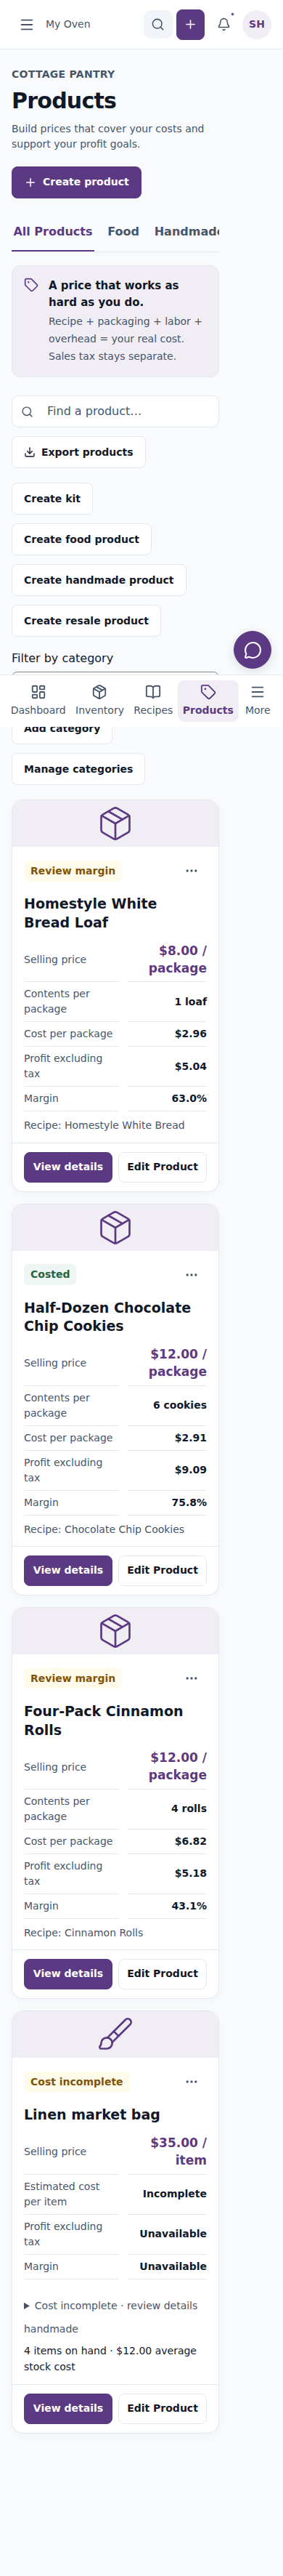 My Oven
SH
COTTAGE PANTRY
Products
Build prices that cover your costs and
support your profit goals.
Create product
All Products Food Handmade
A price that works as
hard as you do.
Recipe + packaging + labor +
overhead = your real cost.
Sales tax stays separate.
Find a product...
Export products
Create kit
Create food product
Create handmade product
Create resale product
Filter by category
Dashboard Inventory Recipes Products More
Add category
Manage categories
Review margin
Homestyle White
Bread Loaf
Selling price $8.00 /
package
Contents per
package 1 loaf
Cost per package $2.96
Profit excluding
tax $5.04
Margin 63.0%
Recipe: Homestyle White Bread
View details Edit Product
Costed
Half-Dozen Chocolate
Chip Cookies
Selling price $12.00 /
package
Contents per
package 6 cookies
Cost per package $2.91
Profit excluding
tax $9.09
Margin 75.8%
Recipe: Chocolate Chip Cookies
View details Edit Product
Review margin
Four-Pack Cinnamon
Rolls
Selling price $12.00 /
package
Contents per
package 4 rolls
Cost per package $6.82
Profit excluding
tax $5.18
Margin 43.1%
Recipe: Cinnamon Rolls
View details Edit Product
Cost incomplete
Linen market bag
Selling price $35.00 /
item
Estimated cost
per item Incomplete
Profit excluding
tax Unavailable
Margin Unavailable
Cost incomplete · review details
handmade
4 items on hand · $12.00 average
stock cost
View details Edit Product